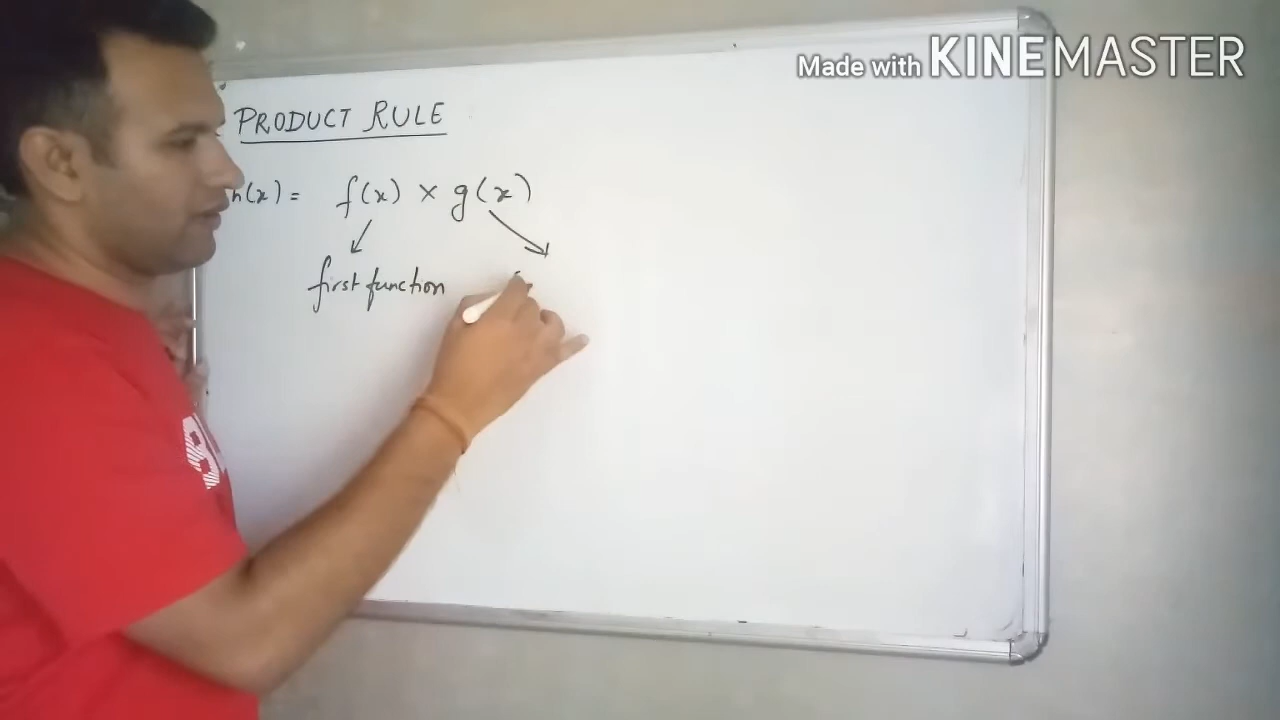 Made with KINEMASTER
PRODUCT RULE
h(x) = f(x) × g(x)
first function